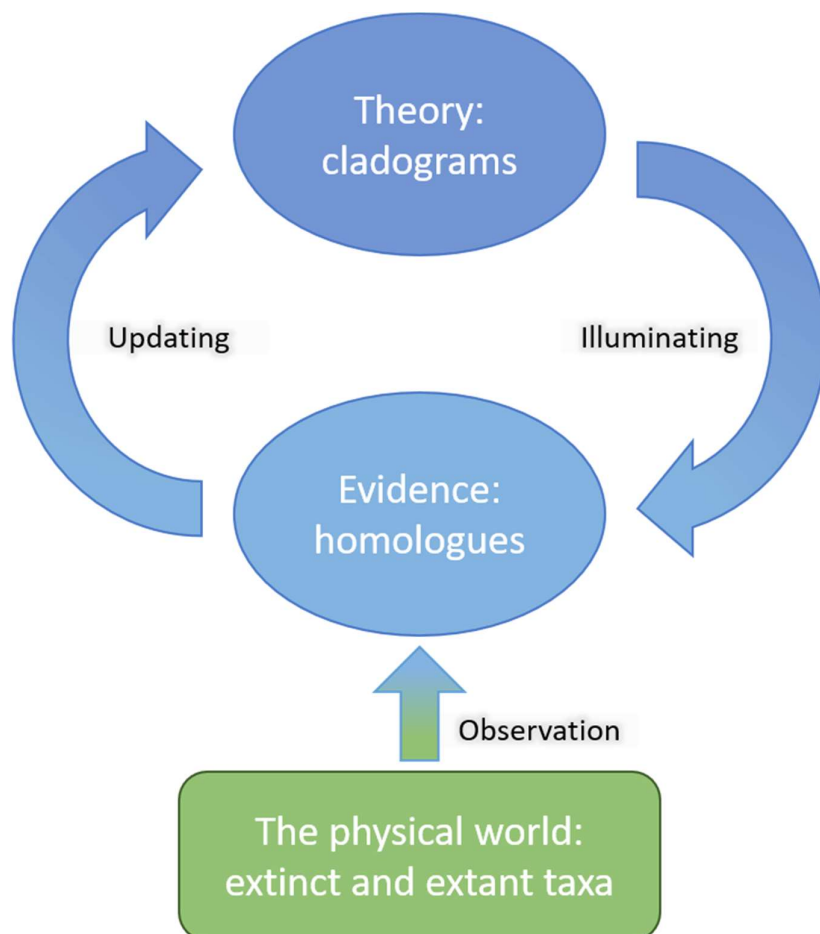 Theory:
cladograms
Updating
Illuminating
Evidence:
homologues
Observation
The physical world:
extinct and extant taxa